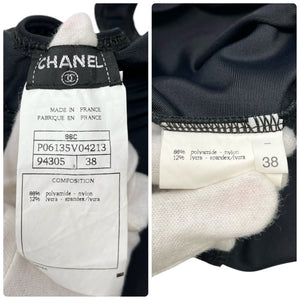 CHANEL
MADE IN FRANCE
FABRIQUE EN FRANCE
98C
P06135V04213
94305 38
COMPOSITION
88% polyamide - nylon
12% lycra - spandex/lycra
38
88% polyamide - nylon
12% lycra - spandex/lycra